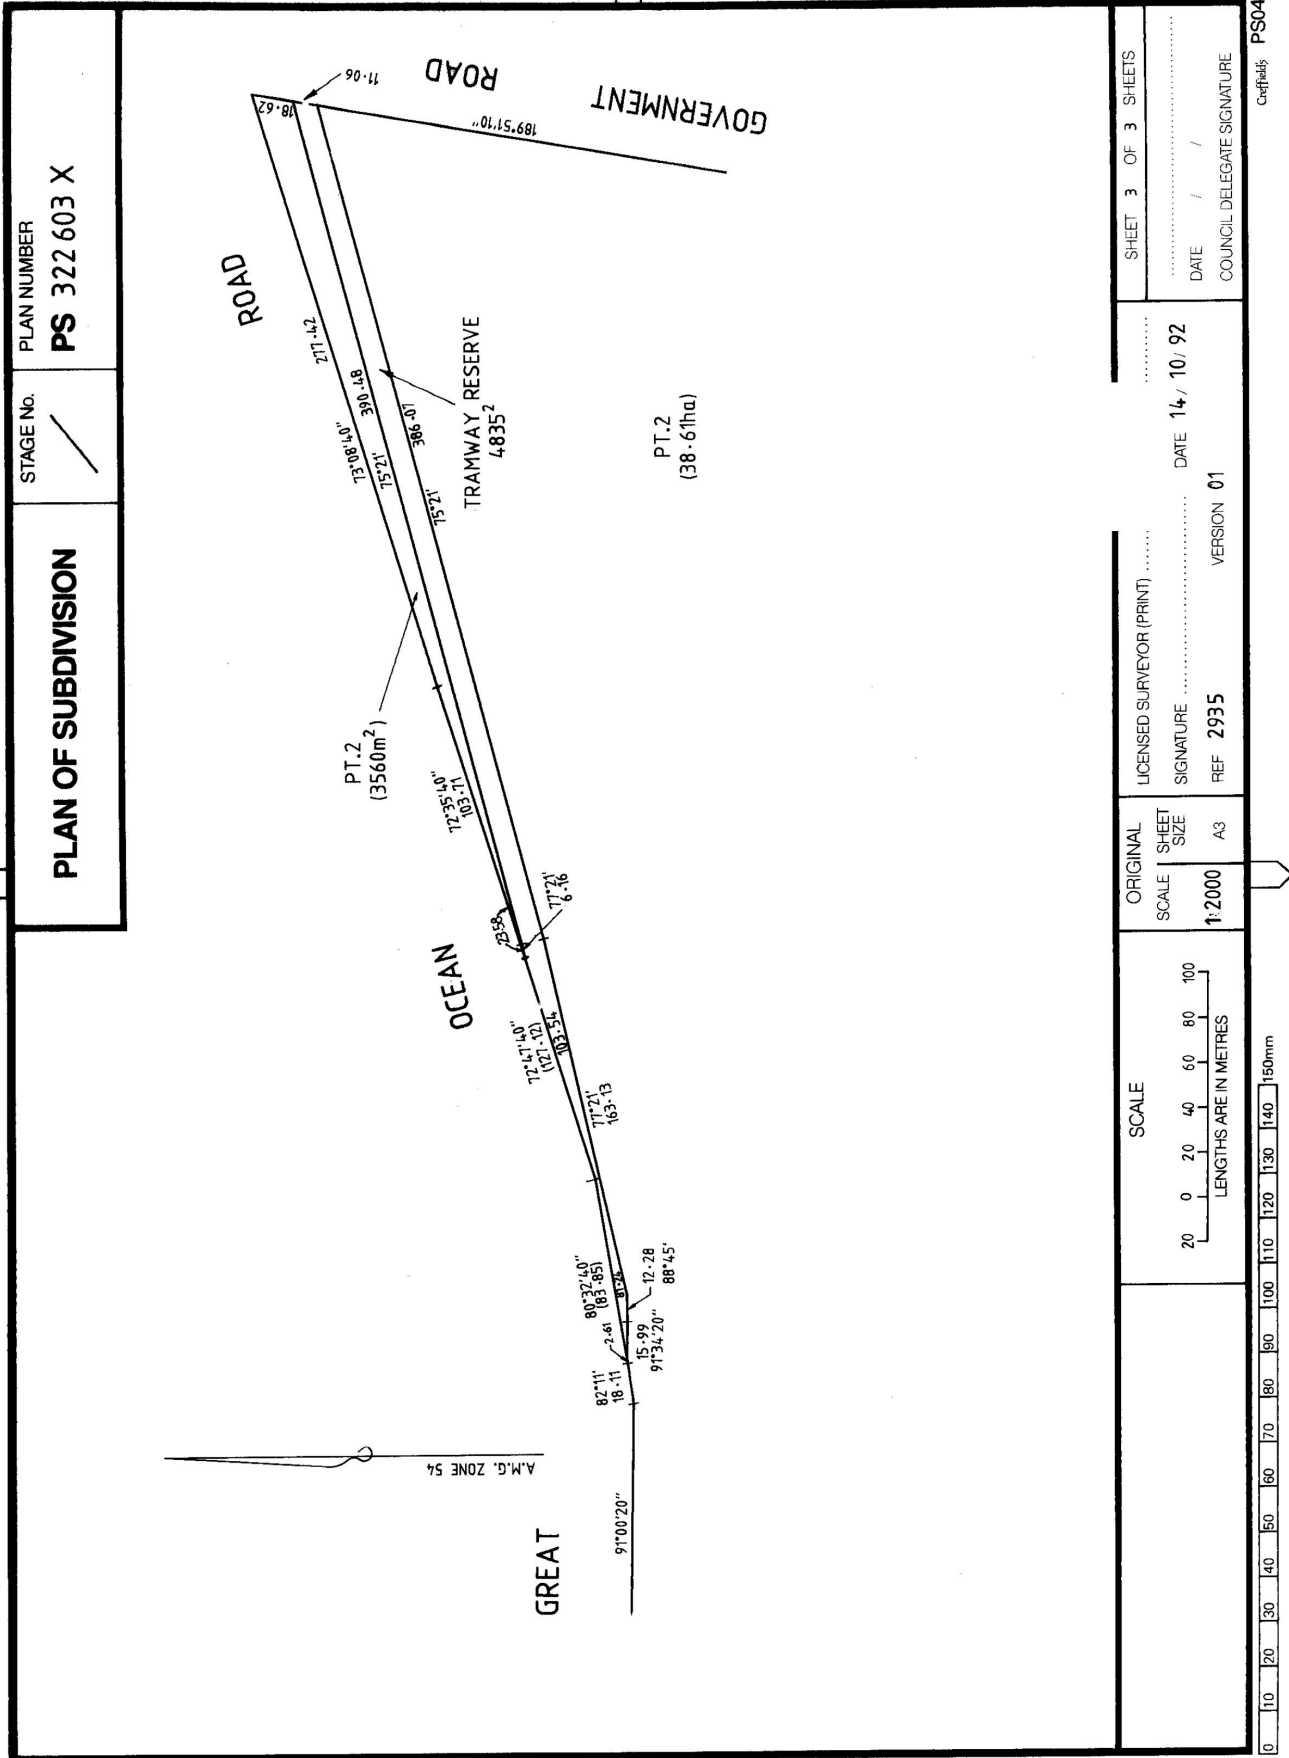 PLAN OF SUBDIVISION
STAGE No.
PLAN NUMBER
PS 322 603 X
GREAT
OCEAN
ROAD
GOVERNMENT
ROAD
A.M.G. ZONE 54
91°00'20"
82°11'
18·11
2·61
80°32'40"
(83·85)
81·24
15·99
91°34'20"
12·28
88°45'
77°21'
163·13
72°47'40"
(127·12)
103·54
23·58
77°21'
6·16
72°35'40"
103·71
PT.2
(3560m²)
73°08'40"
277·42
75°21'
390·48
75°21'
386·07
TRAMWAY RESERVE
4835²
18·62
11·06
189°51'10"
PT.2
(38·61ha)
SCALE
20 0 20 40 60 80 100
LENGTHS ARE IN METRES
ORIGINAL
SCALE
SHEET
SIZE
1:2000
A3
LICENSED SURVEYOR (PRINT)
SIGNATURE
DATE 14/10/92
REF 2935
VERSION 01
SHEET 3 OF 3 SHEETS
DATE / /
COUNCIL DELEGATE SIGNATURE
0 10 20 30 40 50 60 70 80 90 100 110 120 130 140 150mm
Creffields PS04